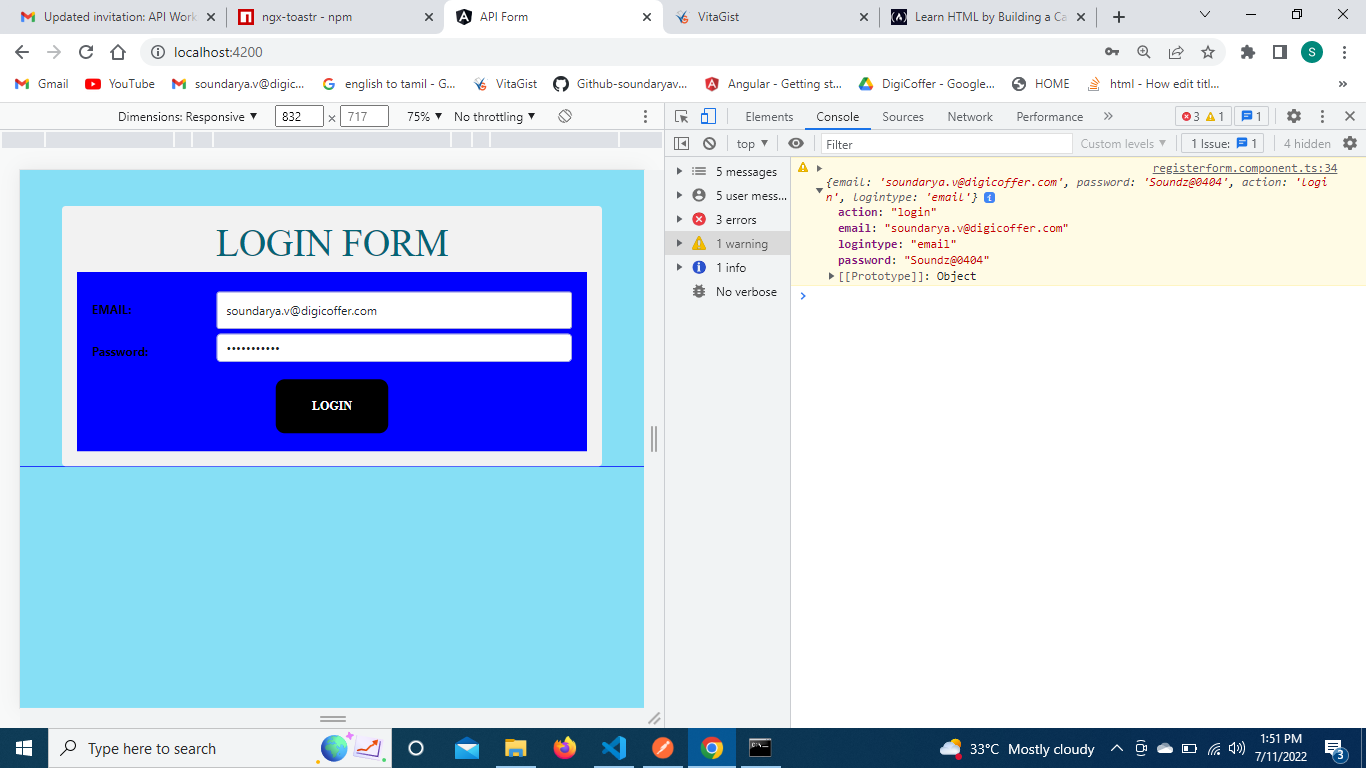 Updated invitation: API Work
ngx-toastr - npm
API Form
VitaGist
Learn HTML by Building a Ca
localhost:4200
S
Gmail
YouTube
soundarya.v@digic...
english to tamil - G...
VitaGist
Github-soundaryav...
Angular - Getting st...
DigiCoffer - Google...
HOME
html - How edit titl...
»
Dimensions: Responsive
832
×
717
75%
No throttling
Elements
Console
Sources
Network
Performance
»
3
1
1
top
Filter
Custom levels
1 Issue:
1
4 hidden
5 messages
5 user mess...
3 errors
1 warning
1 info
No verbose
registerform.component.ts:34
{email: 'soundarya.v@digicoffer.com', password: 'Soundz@0404', action: 'logi
n', logintype: 'email'}
action: "login"
email: "soundarya.v@digicoffer.com"
logintype: "email"
password: "Soundz@0404"
[[Prototype]]: Object
LOGIN FORM
EMAIL:
soundarya.v@digicoffer.com
Password:
•••••••••••
LOGIN
Type here to search
33°C Mostly cloudy
1:51 PM
7/11/2022
3